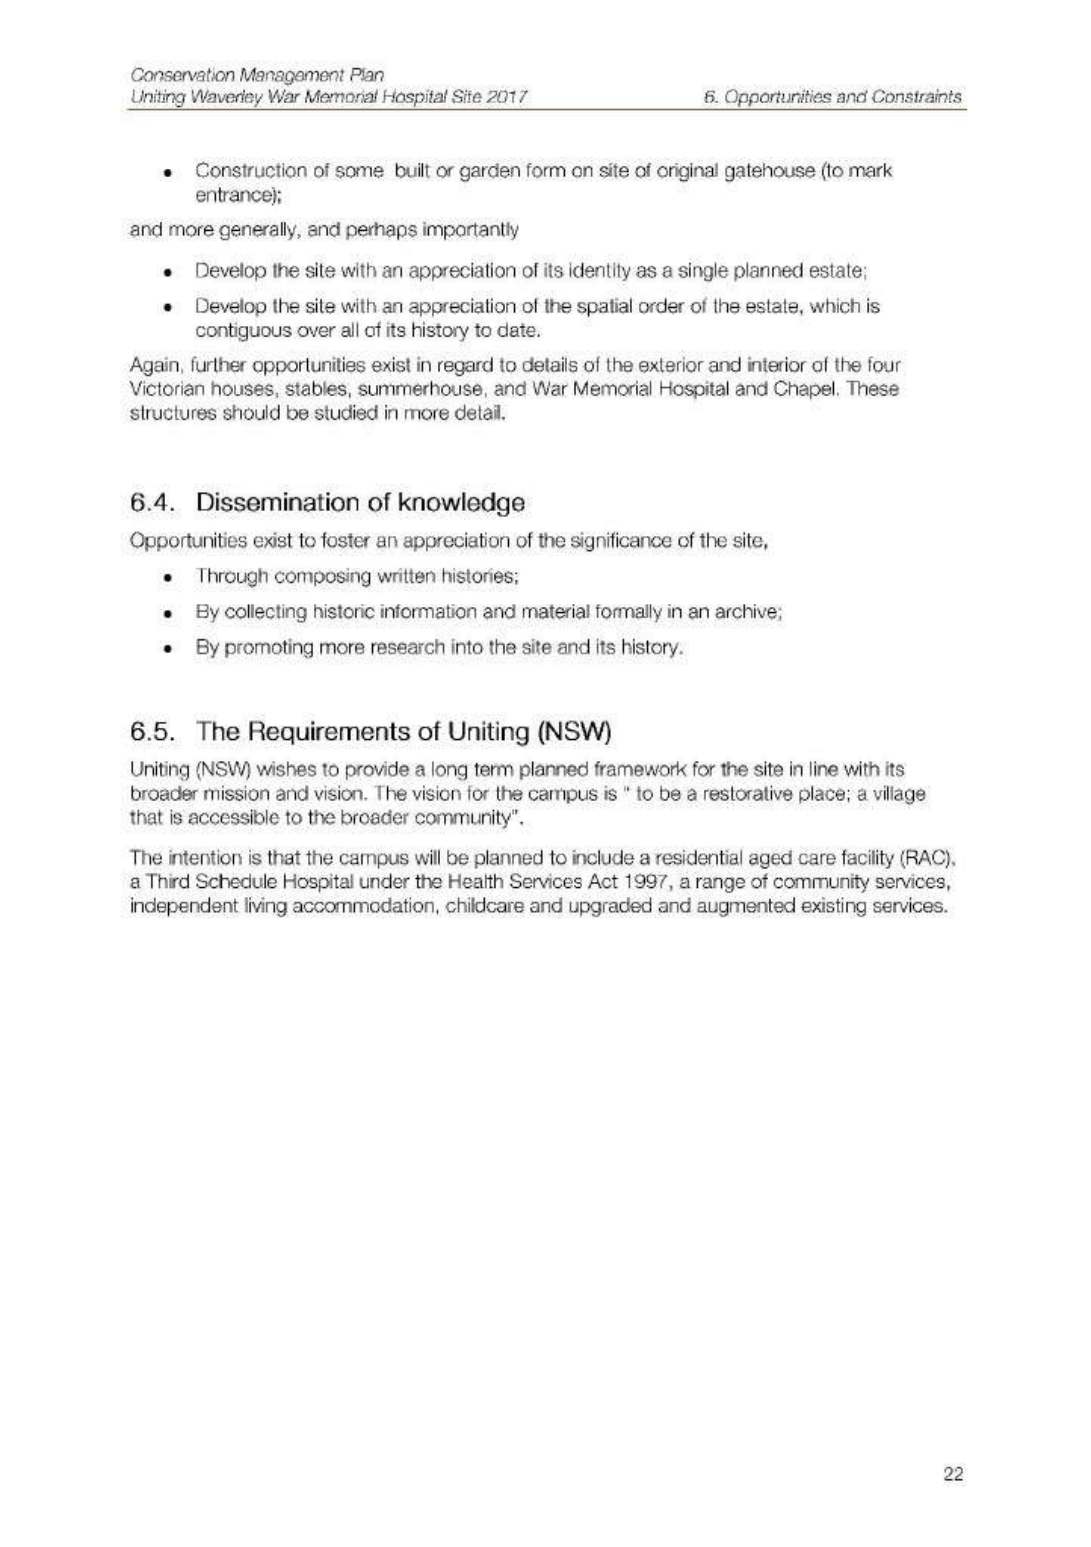 Conservation Management Plan
Uniting Waverley War Memorial Hospital Site 2017 6. Opportunities and Constraints
• Construction of some built or garden form on site of original gatehouse (to mark
entrance);
and more generally, and perhaps importantly
• Develop the site with an appreciation of its identity as a single planned estate;
• Develop the site with an appreciation of the spatial order of the estate, which is
contiguous over all of its history to date.
Again, further opportunities exist in regard to details of the exterior and interior of the four
Victorian houses, stables, summerhouse, and War Memorial Hospital and Chapel. These
structures should be studied in more detail.
6.4. Dissemination of knowledge
Opportunities exist to foster an appreciation of the significance of the site,
• Through composing written histories;
• By collecting historic information and material formally in an archive;
• By promoting more research into the site and its history.
6.5. The Requirements of Uniting (NSW)
Uniting (NSW) wishes to provide a long term planned framework for the site in line with its
broader mission and vision. The vision for the campus is " to be a restorative place; a village
that is accessible to the broader community".
The intention is that the campus will be planned to include a residential aged care facility (RAC),
a Third Schedule Hospital under the Health Services Act 1997, a range of community services,
independent living accommodation, childcare and upgraded and augmented existing services.
22